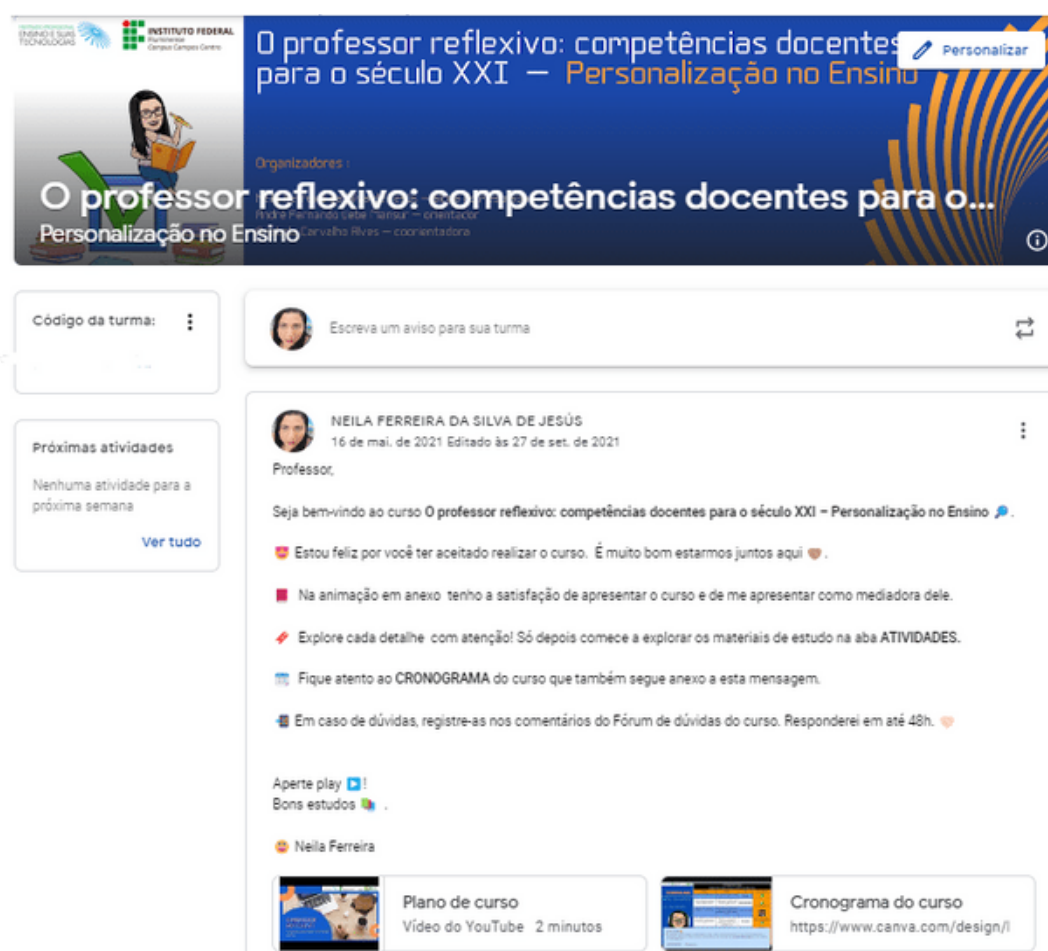 ENSINO E SUAS
TECNOLOGIAS
INSTITUTO FEDERAL
Fluminense
Campus Campos Centro
O professor reflexivo: competências docentes
para o século XXI — Personalização no Ensino
Personalizar
Organizadores :
O professor reflexivo: competências docentes para o...
André Fernando
orientador
Personalização no Ensino
Carvalho Alves — coorientadora
Código da turma:
Escreva um aviso para sua turma
Próximas atividades
Nenhuma atividade para a
próxima semana
Ver tudo
NEILA FERREIRA DA SILVA DE JESÚS
16 de mai. de 2021 Editado às 27 de set. de 2021
Professor,
Seja bem-vindo ao curso O professor reflexivo: competências docentes para o século XXI – Personalização no Ensino 🔎 .
😍 Estou feliz por você ter aceitado realizar o curso. É muito bom estarmos juntos aqui 🤎 .
📕 Na animação em anexo tenho a satisfação de apresentar o curso e de me apresentar como mediadora dele.
Explore cada detalhe com atenção! Só depois comece a explorar os materiais de estudo na aba ATIVIDADES.
🗓 Fique atento ao CRONOGRAMA do curso que também segue anexo a esta mensagem.
📲 Em caso de dúvidas, registre-as nos comentários do Fórum de dúvidas do curso. Responderei em até 48h.
Aperte play ▶️ !
Bons estudos 📚 .
Neila Ferreira
Plano de curso
Vídeo do YouTube 2 minutos
Cronograma do curso
https://www.canva.com/design/l